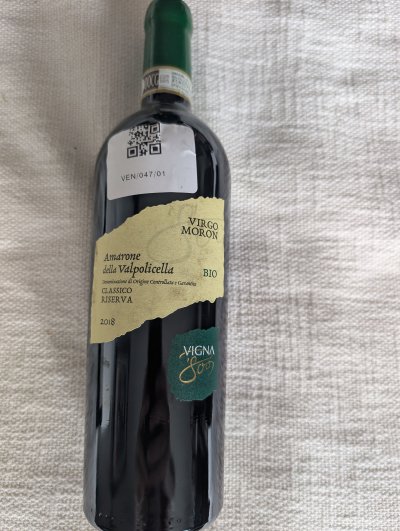 VEN/047/01
VIRGO
MORON
Amarone
della Valpolicella
BIO
Denominazione di Origine Controllata e Garantita
CLASSICO
RISERVA
2018
VIGNA
800